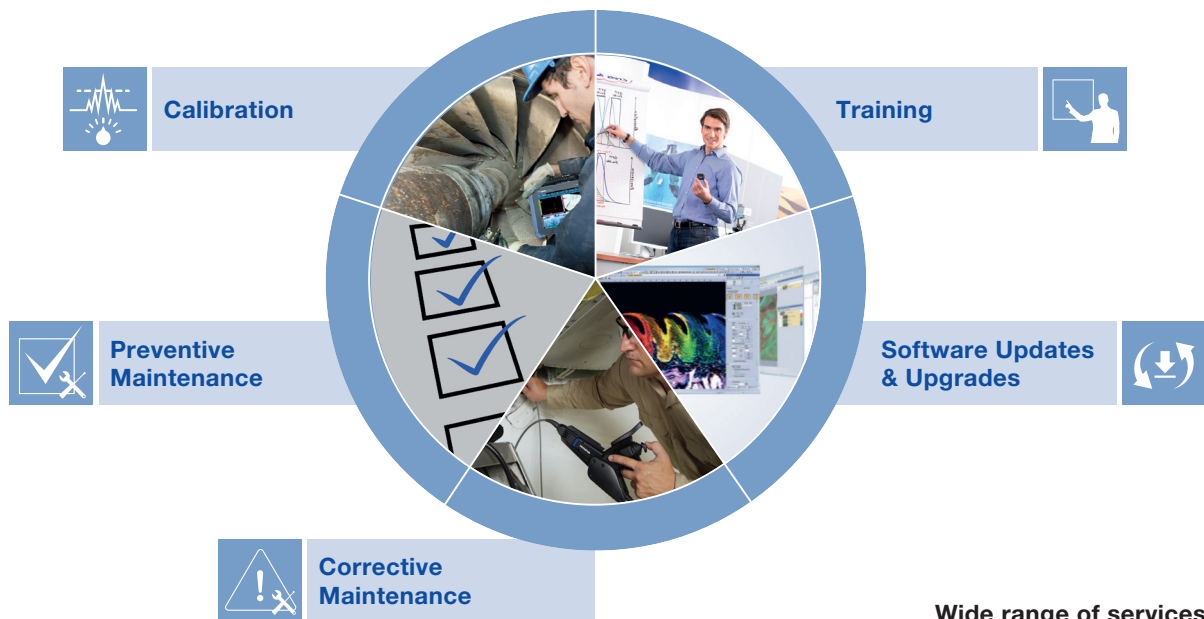 Calibration
Training
Preventive
Maintenance
Software Updates
& Upgrades
Corrective
Maintenance
Wide range of services